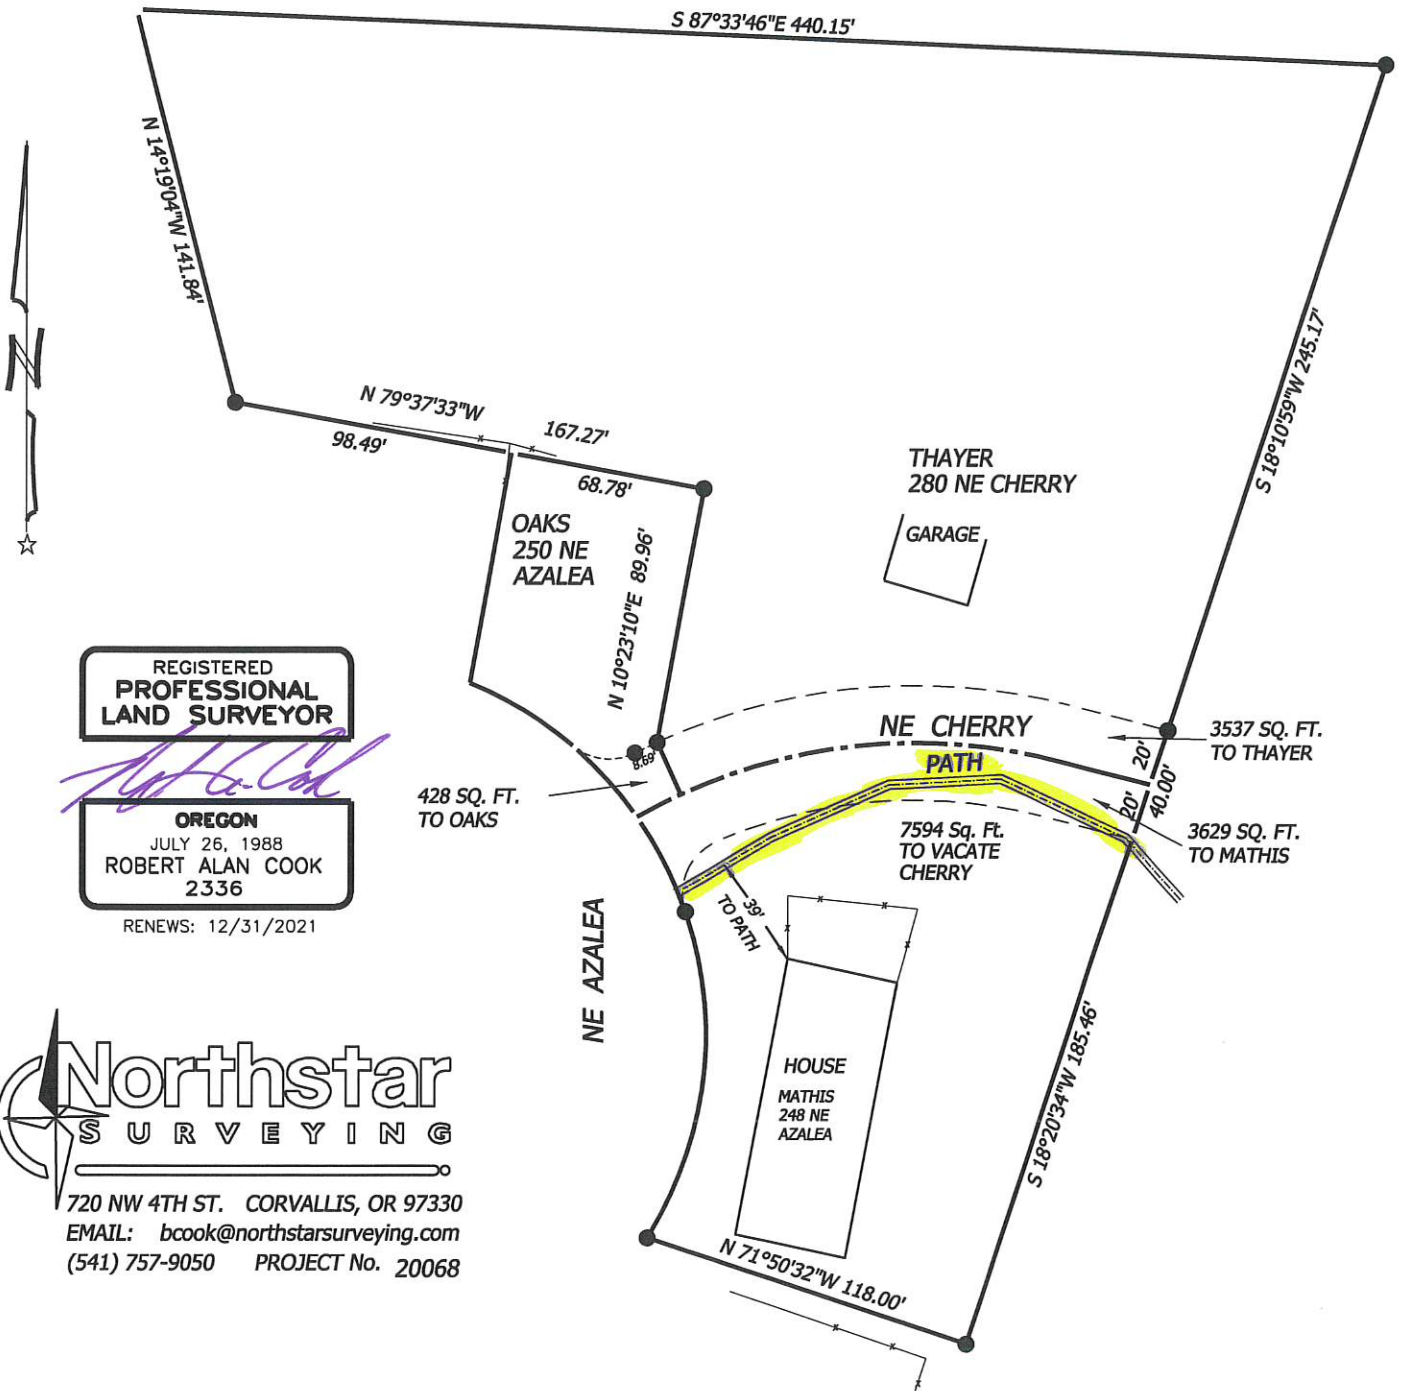 S 87°33'46"E 440.15'
N 14°19'04"W 141.84'
S 18°10'59"W 245.17'
N
N 79°37'33"W
167.27'
98.49'
68.78'
THAYER
280 NE CHERRY
GARAGE
OAKS
250 NE
AZALEA
N 10°23'10"E 89.96'
NE CHERRY
PATH
3537 SQ. FT.
TO THAYER
20'
40.00'
20'
8.69'
428 SQ. FT.
TO OAKS
7594 Sq. Ft.
TO VACATE
CHERRY
3629 SQ. FT.
TO MATHIS
39'
TO PATH
NE AZALEA
HOUSE
MATHIS
248 NE
AZALEA
S 18°20'34"W 185.46'
N 71°50'32"W 118.00'
REGISTERED
PROFESSIONAL
LAND SURVEYOR
OREGON
JULY 26, 1988
ROBERT ALAN COOK
2336
RENEWS: 12/31/2021
Northstar
SURVEYING
720 NW 4TH ST. CORVALLIS, OR 97330
EMAIL: bcook@northstarsurveying.com
(541) 757-9050 PROJECT No. 20068